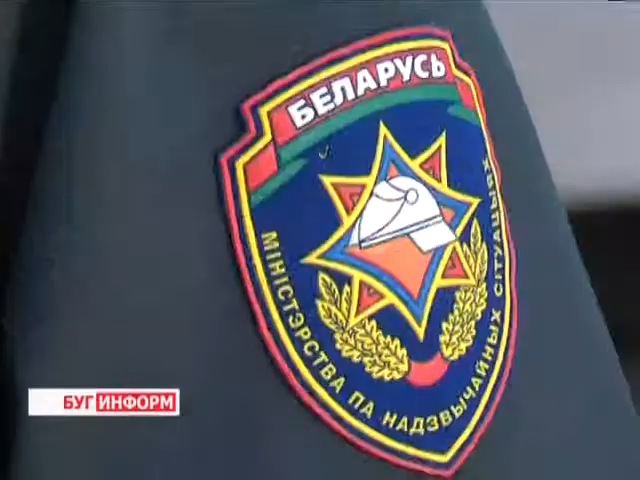 БЕЛАРУСЬ
МІНІСТЭРСТВА ПА НАДЗВЫЧАЙНЫХ СІТУАЦЫЯХ
БУГИНФОРМ